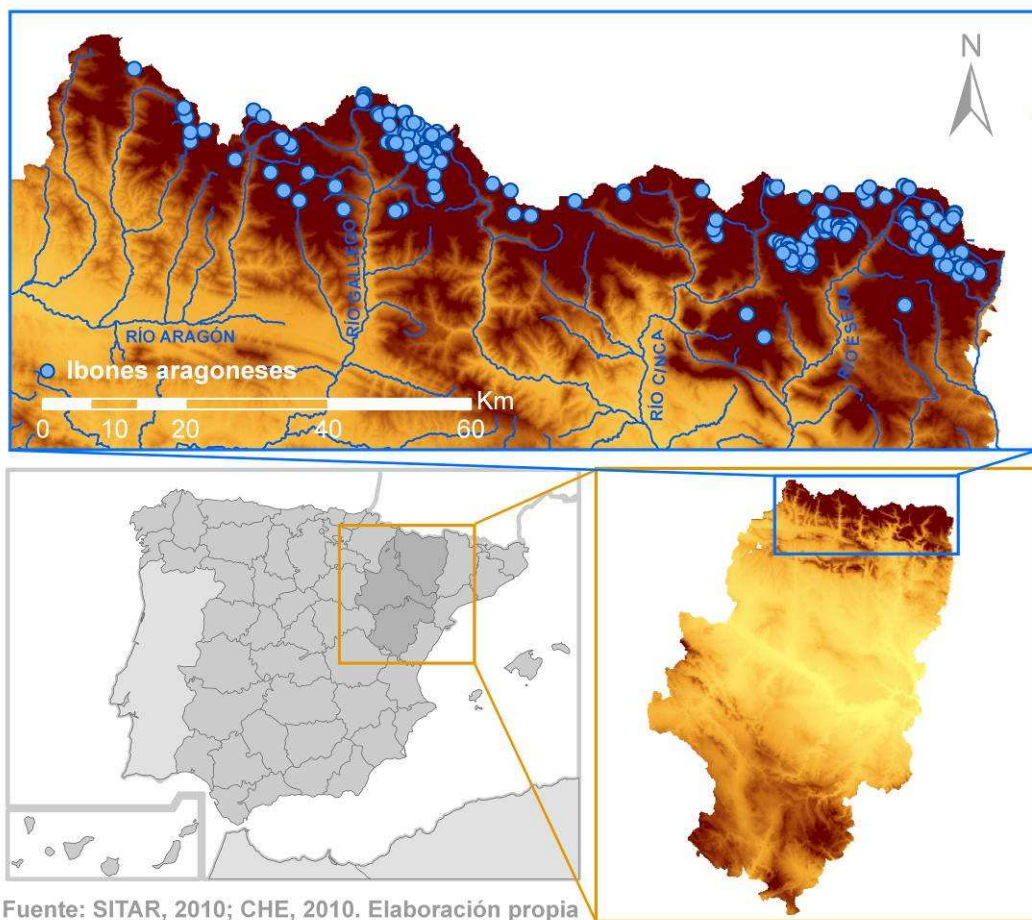 N
RÍO ARAGÓN
RÍO GALLEGO
RÍO CINCA
RÍO ESERA
Ibones aragoneses
Km
0 10 20 40 60
Fuente: SITAR, 2010; CHE, 2010. Elaboración propia